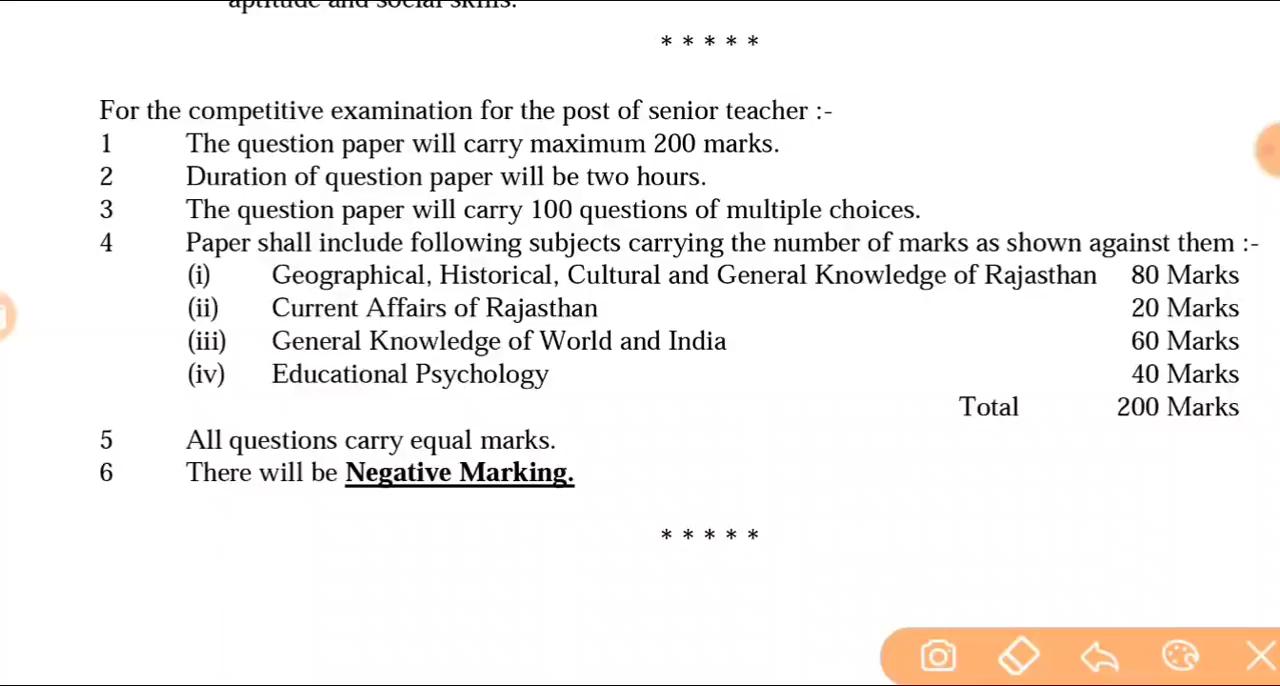 aptitude and social skills.
* * * * *
For the competitive examination for the post of senior teacher :-
1 The question paper will carry maximum 200 marks.
2 Duration of question paper will be two hours.
3 The question paper will carry 100 questions of multiple choices.
4 Paper shall include following subjects carrying the number of marks as shown against them :-
(i) Geographical, Historical, Cultural and General Knowledge of Rajasthan 80 Marks
(ii) Current Affairs of Rajasthan 20 Marks
(iii) General Knowledge of World and India 60 Marks
(iv) Educational Psychology 40 Marks
Total 200 Marks
5 All questions carry equal marks.
6 There will be Negative Marking.
* * * * *